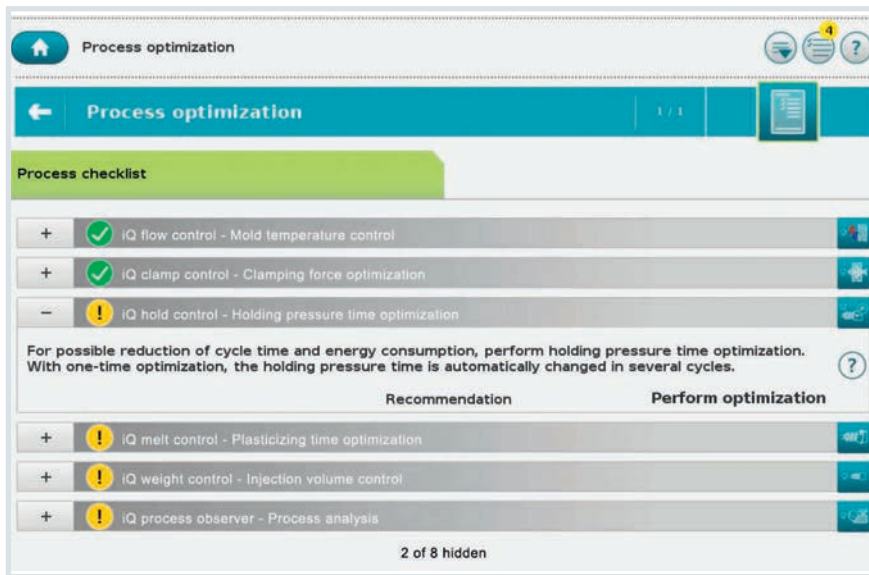 Process optimization
4
?
Process optimization
1 / 1
Process checklist
+ iQ flow control - Mold temperature control
+ iQ clamp control - Clamping force optimization
− ! iQ hold control - Holding pressure time optimization
For possible reduction of cycle time and energy consumption, perform holding pressure time optimization.
With one-time optimization, the holding pressure time is automatically changed in several cycles.
?
Recommendation Perform optimization
+ ! iQ melt control - Plasticizing time optimization
+ ! iQ weight control - Injection volume control
+ ! iQ process observer - Process analysis
2 of 8 hidden